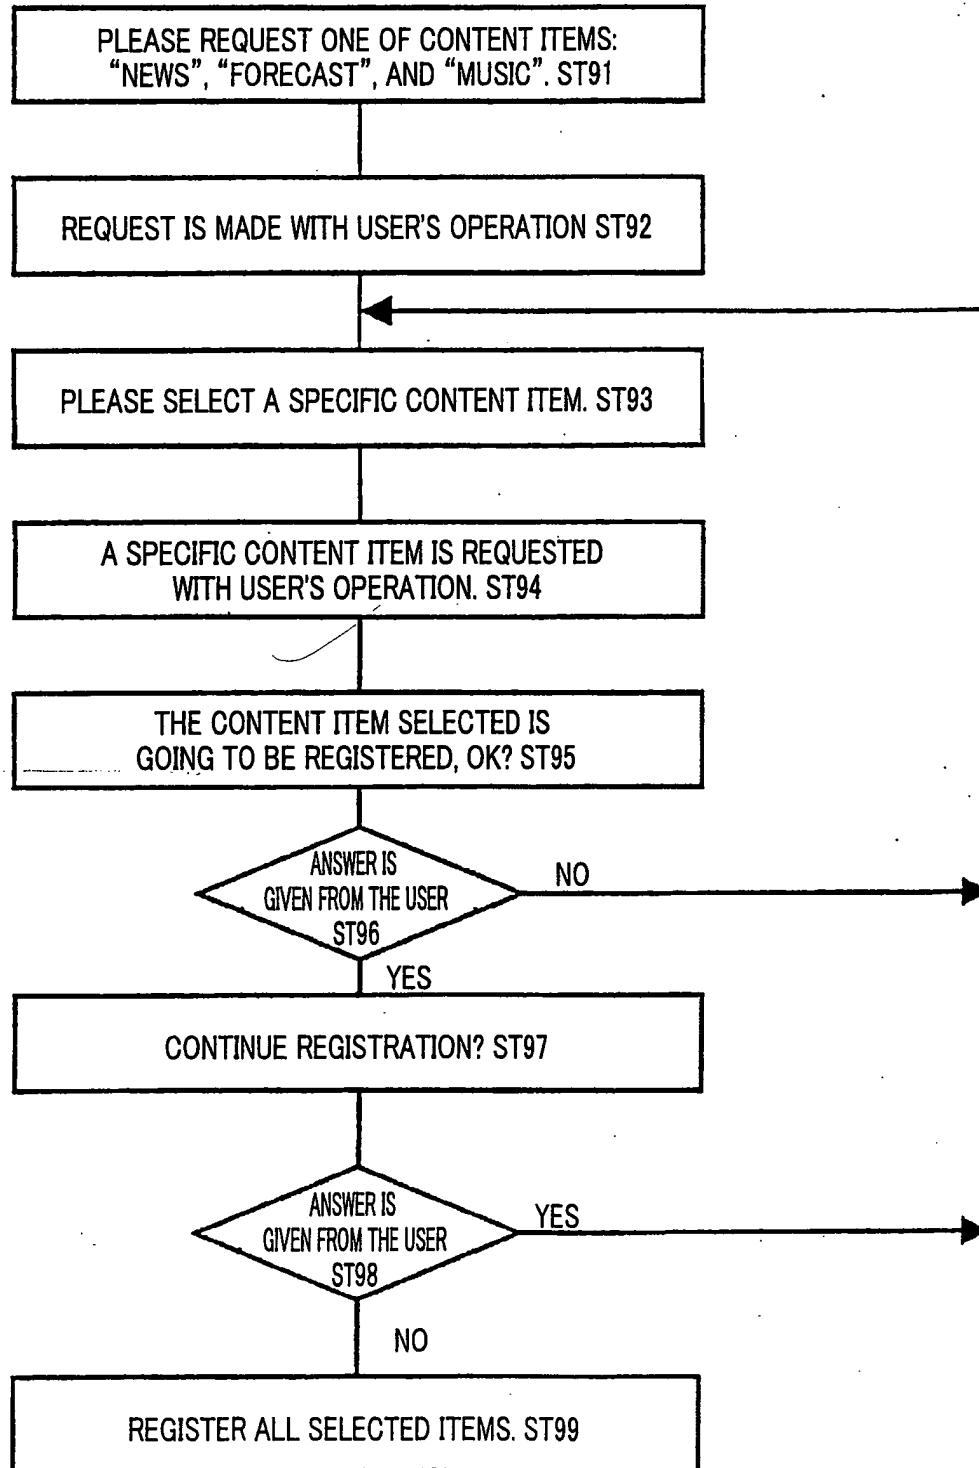 PLEASE REQUEST ONE OF CONTENT ITEMS:
“NEWS”, “FORECAST”, AND “MUSIC”. ST91
REQUEST IS MADE WITH USER'S OPERATION ST92
PLEASE SELECT A SPECIFIC CONTENT ITEM. ST93
A SPECIFIC CONTENT ITEM IS REQUESTED
WITH USER'S OPERATION. ST94
THE CONTENT ITEM SELECTED IS
GOING TO BE REGISTERED, OK? ST95
ANSWER IS
GIVEN FROM THE USER
ST96
NO
YES
CONTINUE REGISTRATION? ST97
ANSWER IS
GIVEN FROM THE USER
ST98
YES
NO
REGISTER ALL SELECTED ITEMS. ST99